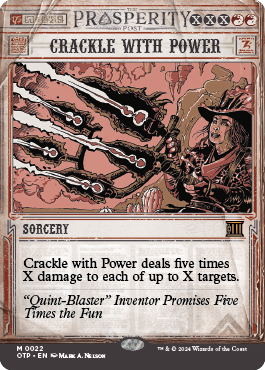 THE
PROSPERITY
POST
XXX
CRACKLE WITH POWER
SORCERY
Crackle with Power deals five times
X damage to each of up to X targets.
"Quint-Blaster" Inventor Promises Five
Times the Fun
M 0022
OTP • EN MARK A. NELSON
™ & © 2024 Wizards of the Coast